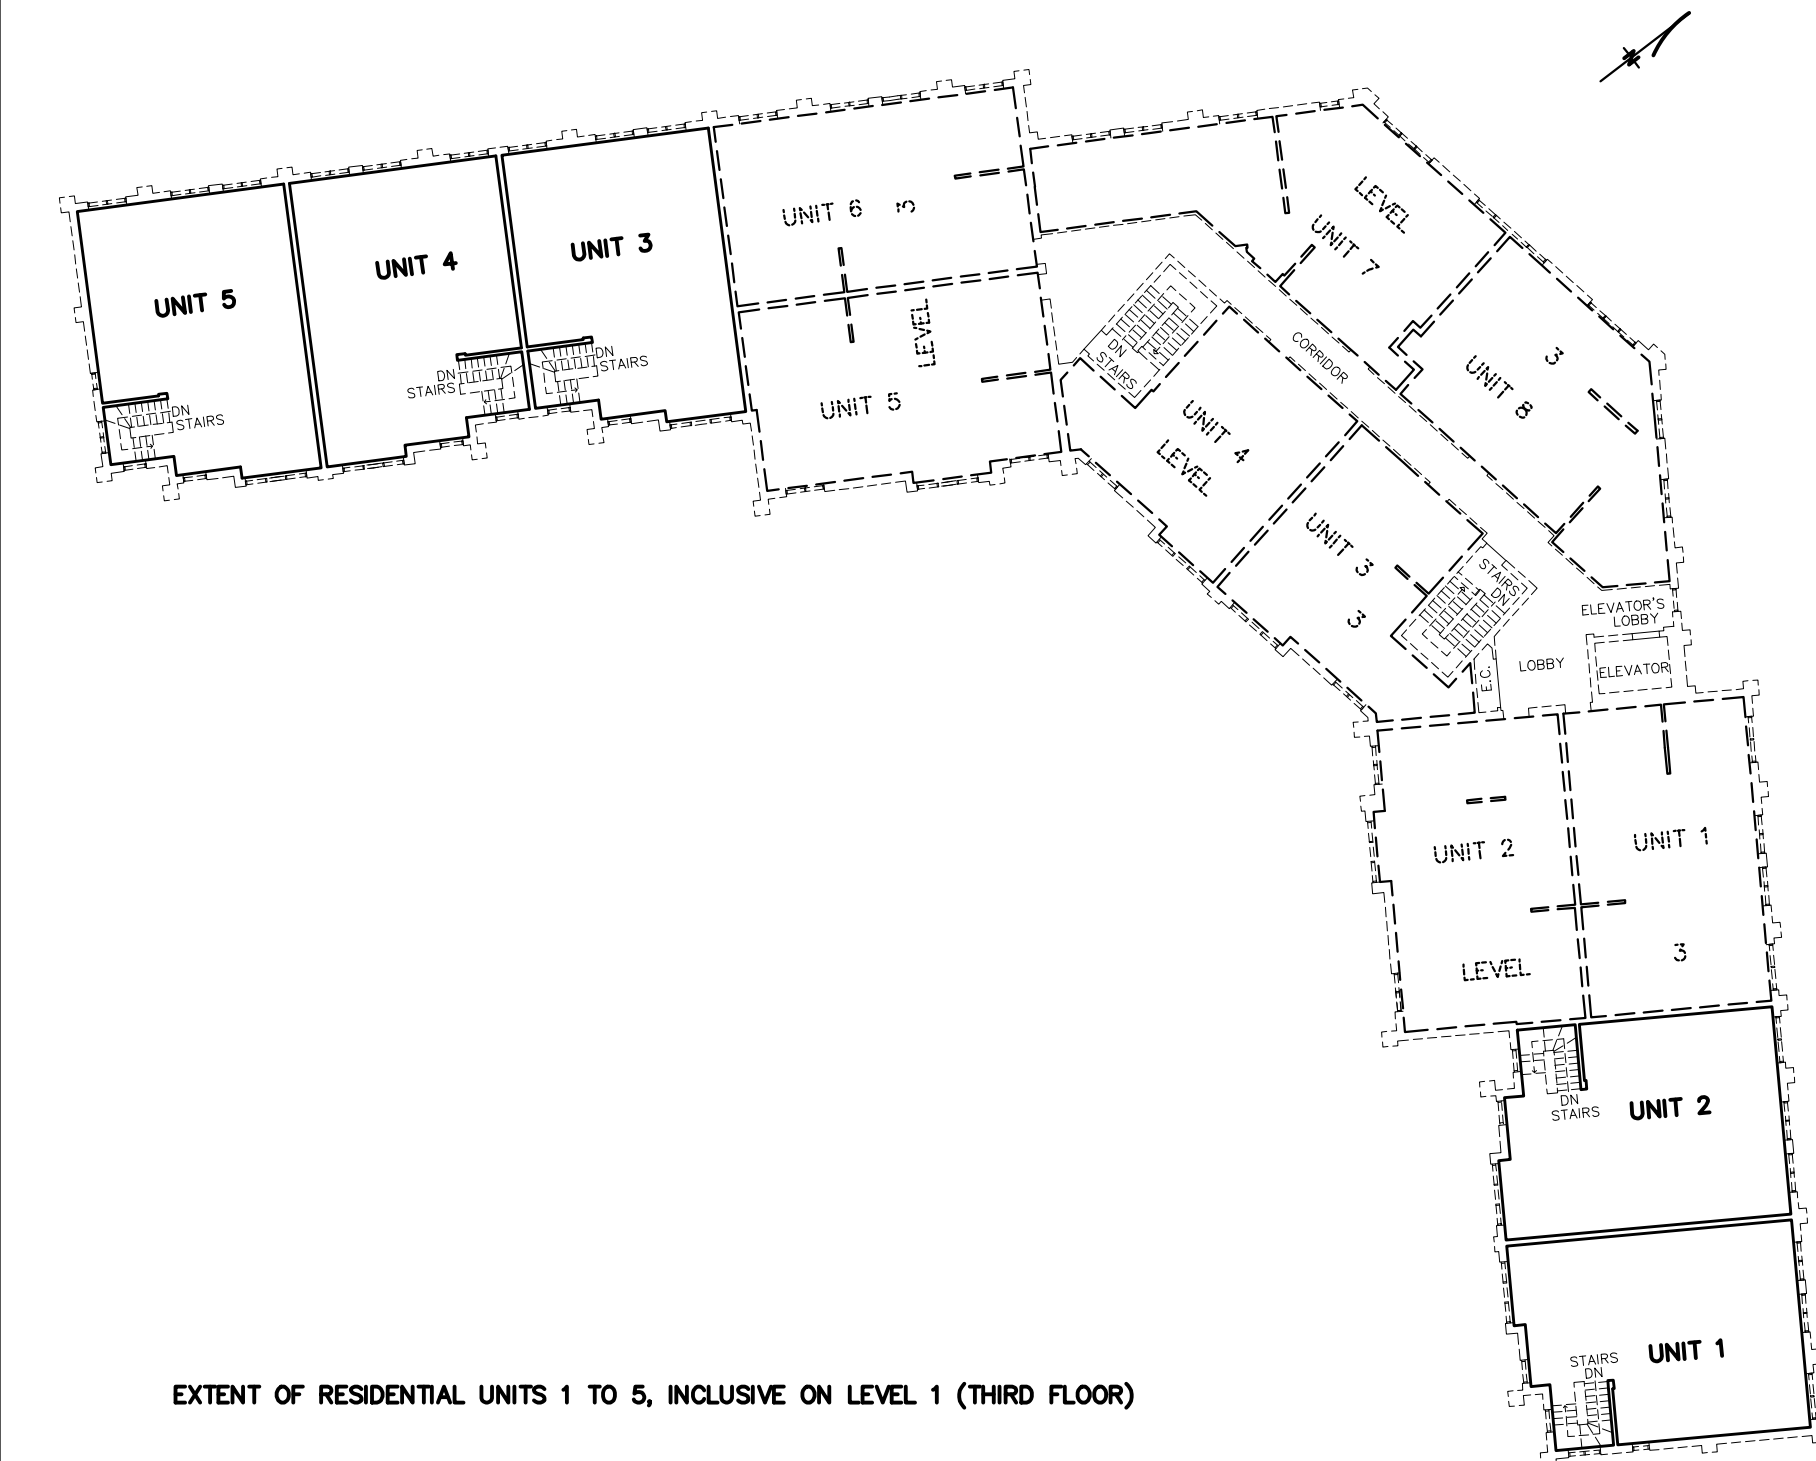 N
UNIT 5
DN
STAIRS
UNIT 4
DN
STAIRS
UNIT 3
DN
STAIRS
UNIT 6
3
LEVEL
UNIT 5
LEVEL
UNIT 7
3
UNIT 8
CORRIDOR
DN
STAIRS
UNIT 4
LEVEL
UNIT 3
3
STAIRS
DN
ELEVATOR'S
LOBBY
LOBBY
ELEVATOR
E.C.
UNIT 2
UNIT 1
LEVEL
3
DN
STAIRS
UNIT 2
UNIT 1
STAIRS
DN
EXTENT OF RESIDENTIAL UNITS 1 TO 5, INCLUSIVE ON LEVEL 1 (THIRD FLOOR)